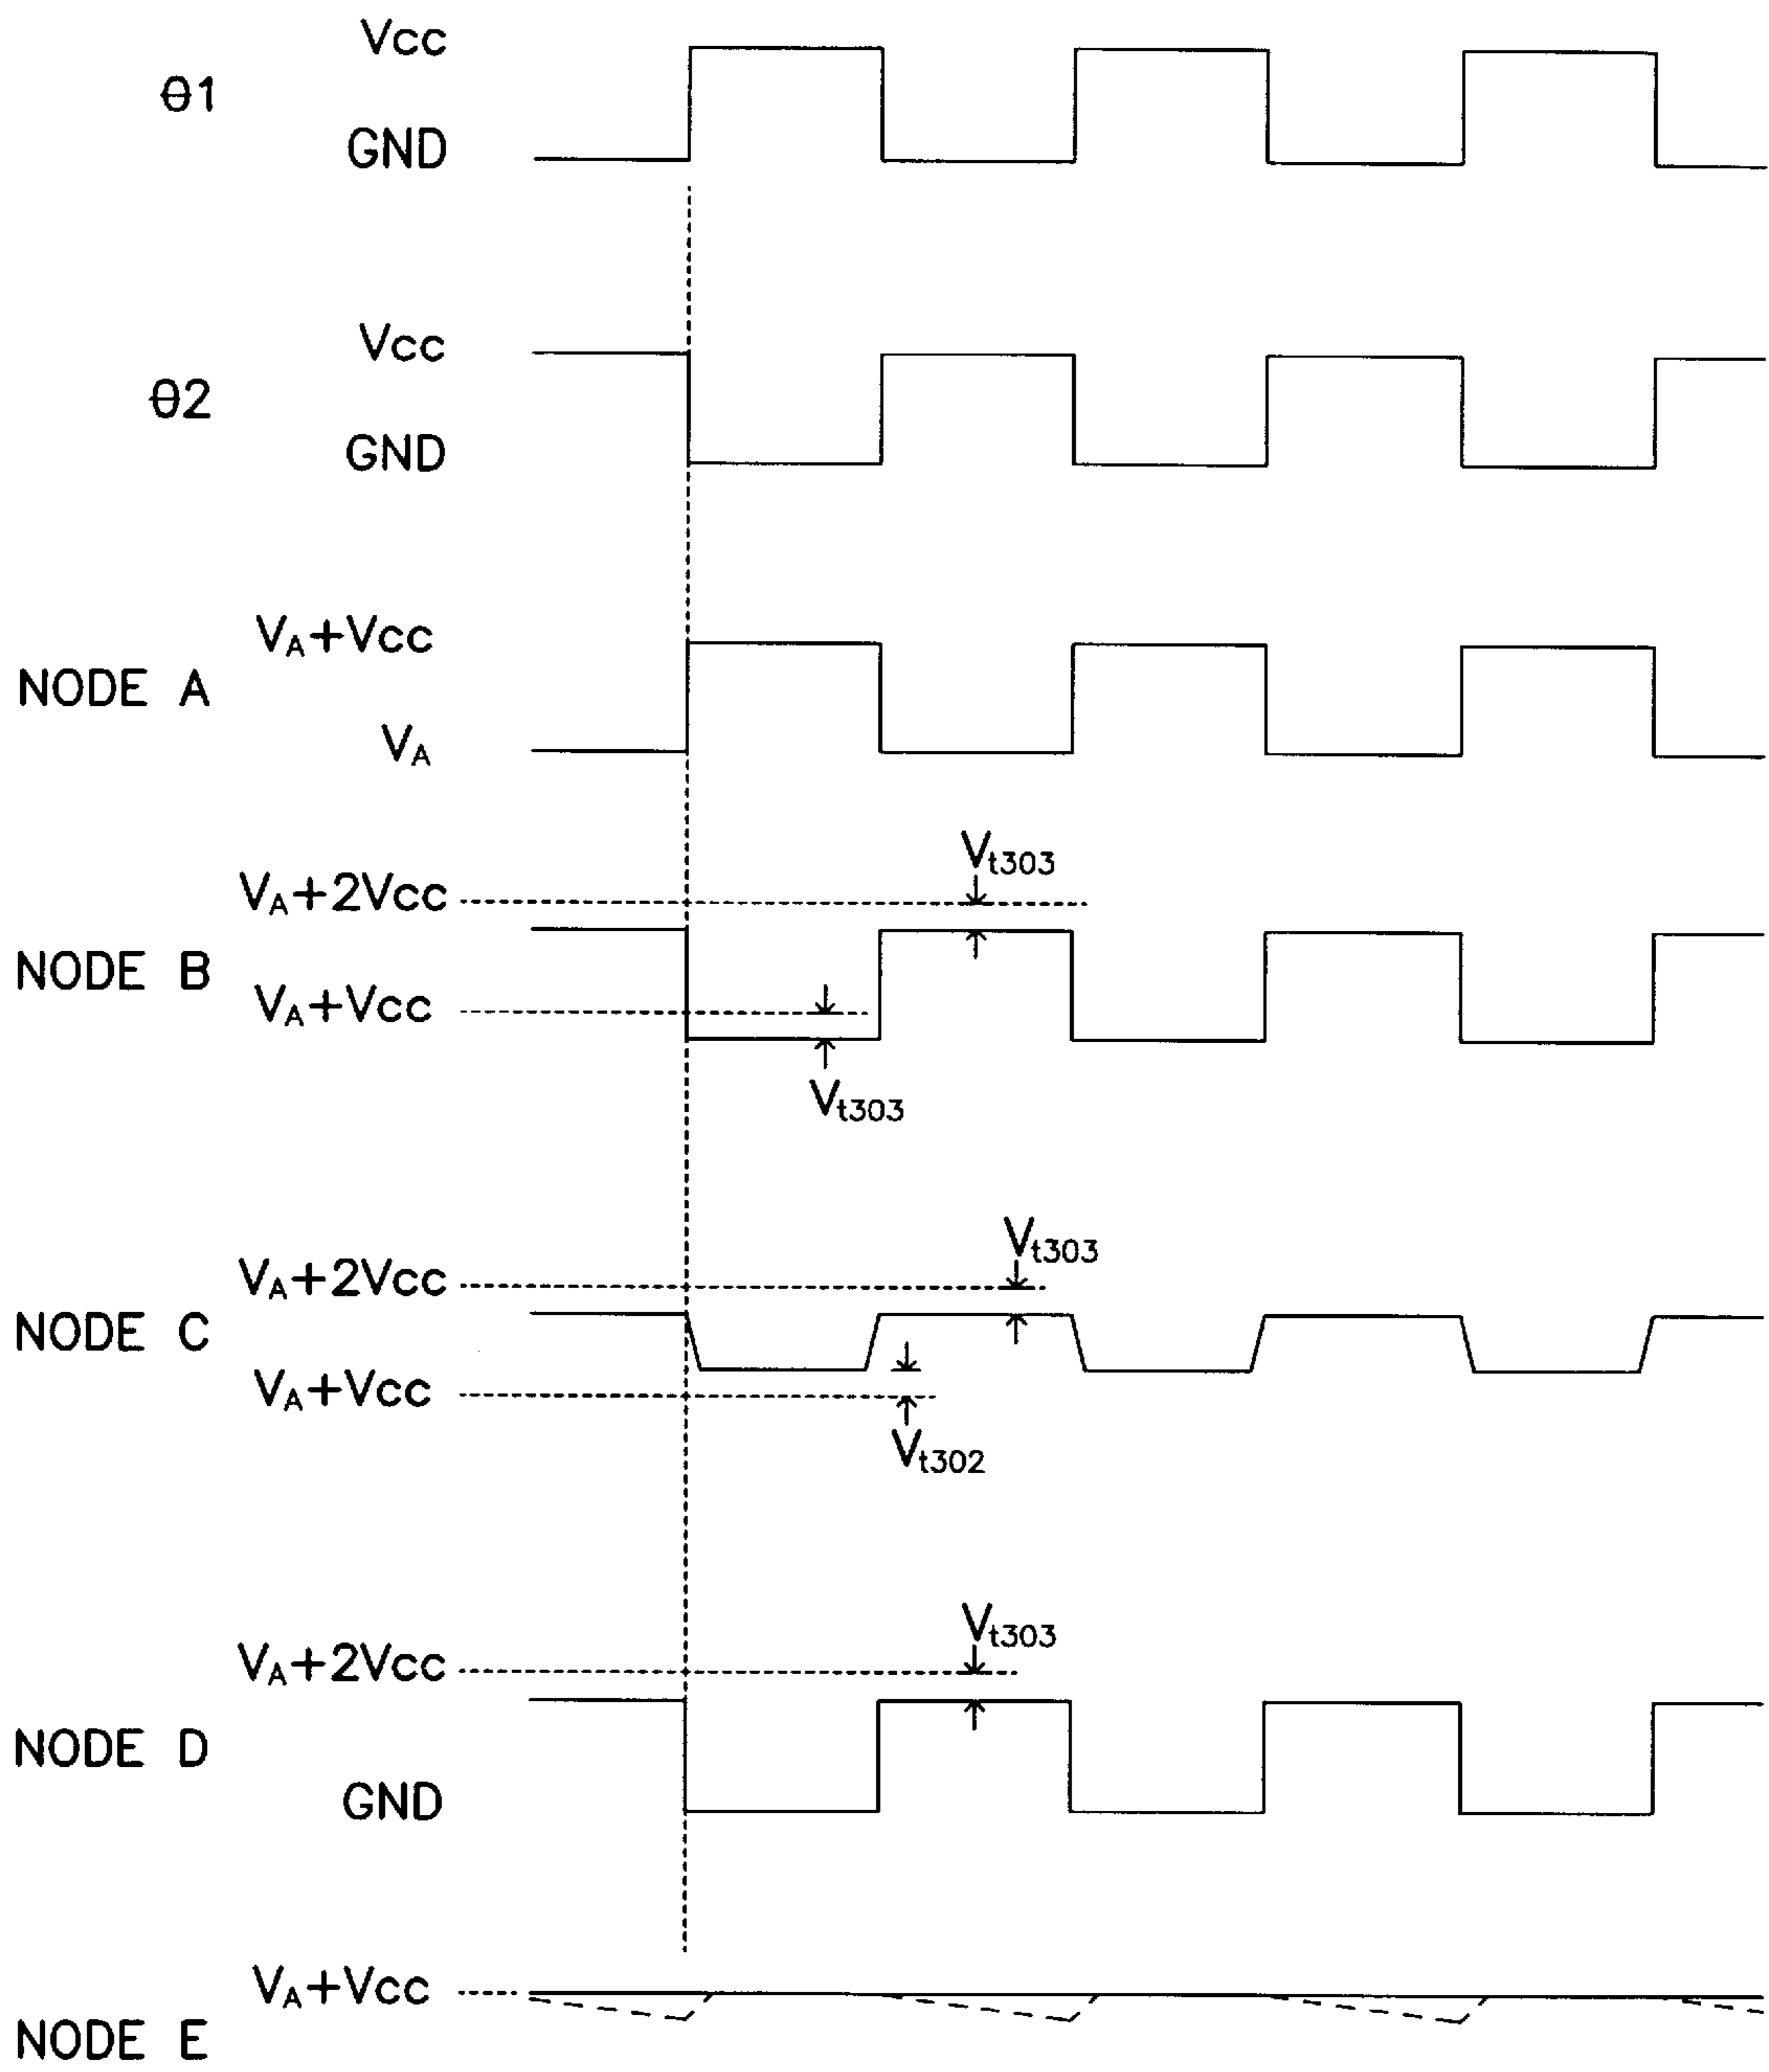 Vcc
θ1
GND
Vcc
θ2
GND
VA+Vcc
NODE A
VA
Vt303
VA+2Vcc
NODE B
VA+Vcc
Vt303
Vt303
VA+2Vcc
NODE C
VA+Vcc
Vt302
Vt303
VA+2Vcc
NODE D
GND
VA+Vcc
NODE E